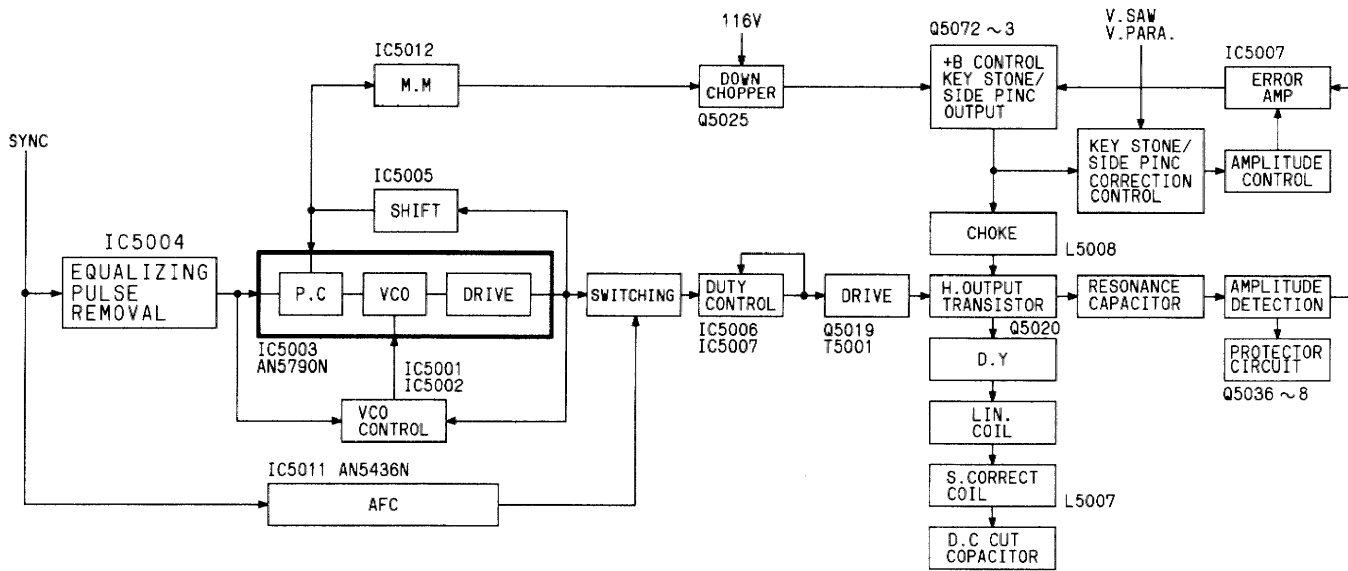 116V
V.SAW
V.PARA.
Q5072～3
IC5012
IC5007
M.M
DOWN
CHOPPER
Q5025
+B CONTROL
KEY STONE/
SIDE PINC
OUTPUT
ERROR
AMP
SYNC
IC5005
SHIFT
KEY STONE/
SIDE PINC
CORRECTION
CONTROL
AMPLITUDE
CONTROL
CHOKE
L5008
IC5004
EQUALIZING
PULSE
REMOVAL
P.C
VCO
DRIVE
SWITCHING
DUTY
CONTROL
IC5006
IC5007
DRIVE
Q5019
T5001
H.OUTPUT
TRANSISTOR
Q5020
RESONANCE
CAPACITOR
AMPLITUDE
DETECTION
IC5003
AN5790N
IC5001
IC5002
D.Y
PROTECTOR
CIRCUIT
Q5036～8
VCO
CONTROL
LIN.
COIL
IC5011 AN5436N
AFC
S.CORRECT
COIL
L5007
D.C CUT
COPACITOR